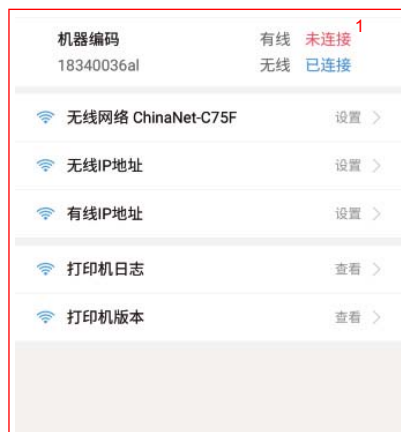 机器编码 有线 未连接 1
18340036al 无线 已连接
无线网络 ChinaNet-C75F 设置
无线IP地址 设置
有线IP地址 设置
打印机日志 查看
打印机版本 查看